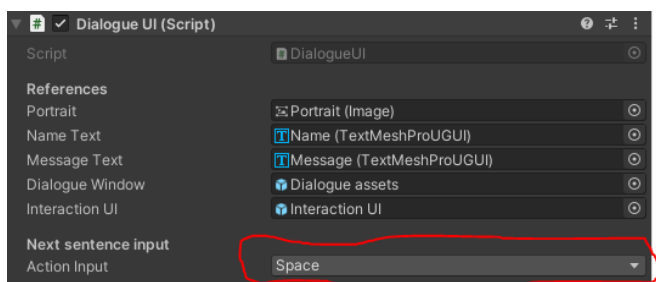 Dialogue UI (Script)
Script DialogueUI
References
Portrait Portrait (Image)
Name Text Name (TextMeshProUGUI)
Message Text Message (TextMeshProUGUI)
Dialogue Window Dialogue assets
Interaction UI Interaction UI
Next sentence input
Action Input Space